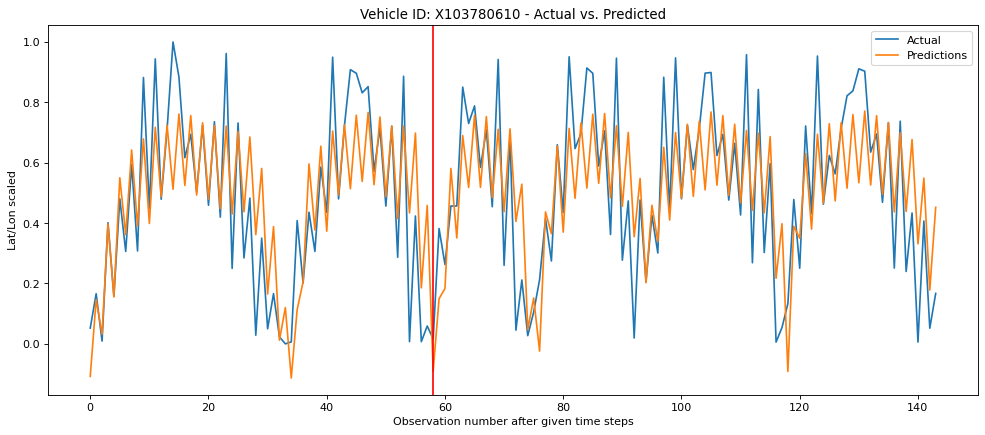 Vehicle ID: X103780610 - Actual vs. Predicted
Actual
Predictions
Lat/Lon scaled
1.0
0.8
0.6
0.4
0.2
0.0
0 20 40 60 80 100 120 140
Observation number after given time steps